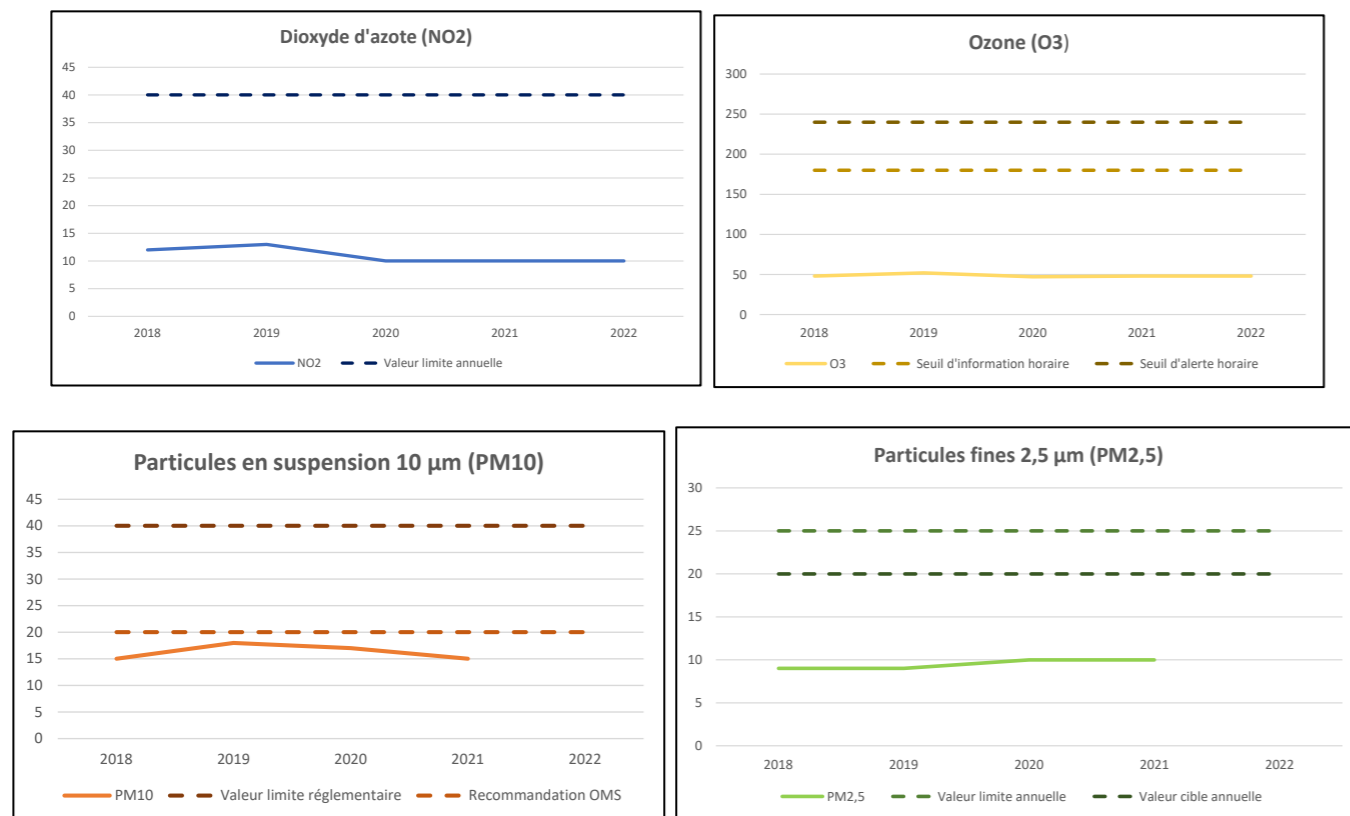 Dioxyde d'azote (NO2)
45
40
35
30
25
20
15
10
5
0
2018 2019 2020 2021 2022
NO2 Valeur limite annuelle
Ozone (O3)
300
250
200
150
100
50
0
2018 2019 2020 2021 2022
O3 Seuil d'information horaire Seuil d'alerte horaire
Particules en suspension 10 µm (PM10)
45
40
35
30
25
20
15
10
5
0
2018 2019 2020 2021 2022
PM10 Valeur limite réglementaire Recommandation OMS
Particules fines 2,5 µm (PM2,5)
30
25
20
15
10
5
0
2018 2019 2020 2021 2022
PM2,5 Valeur limite annuelle Valeur cible annuelle